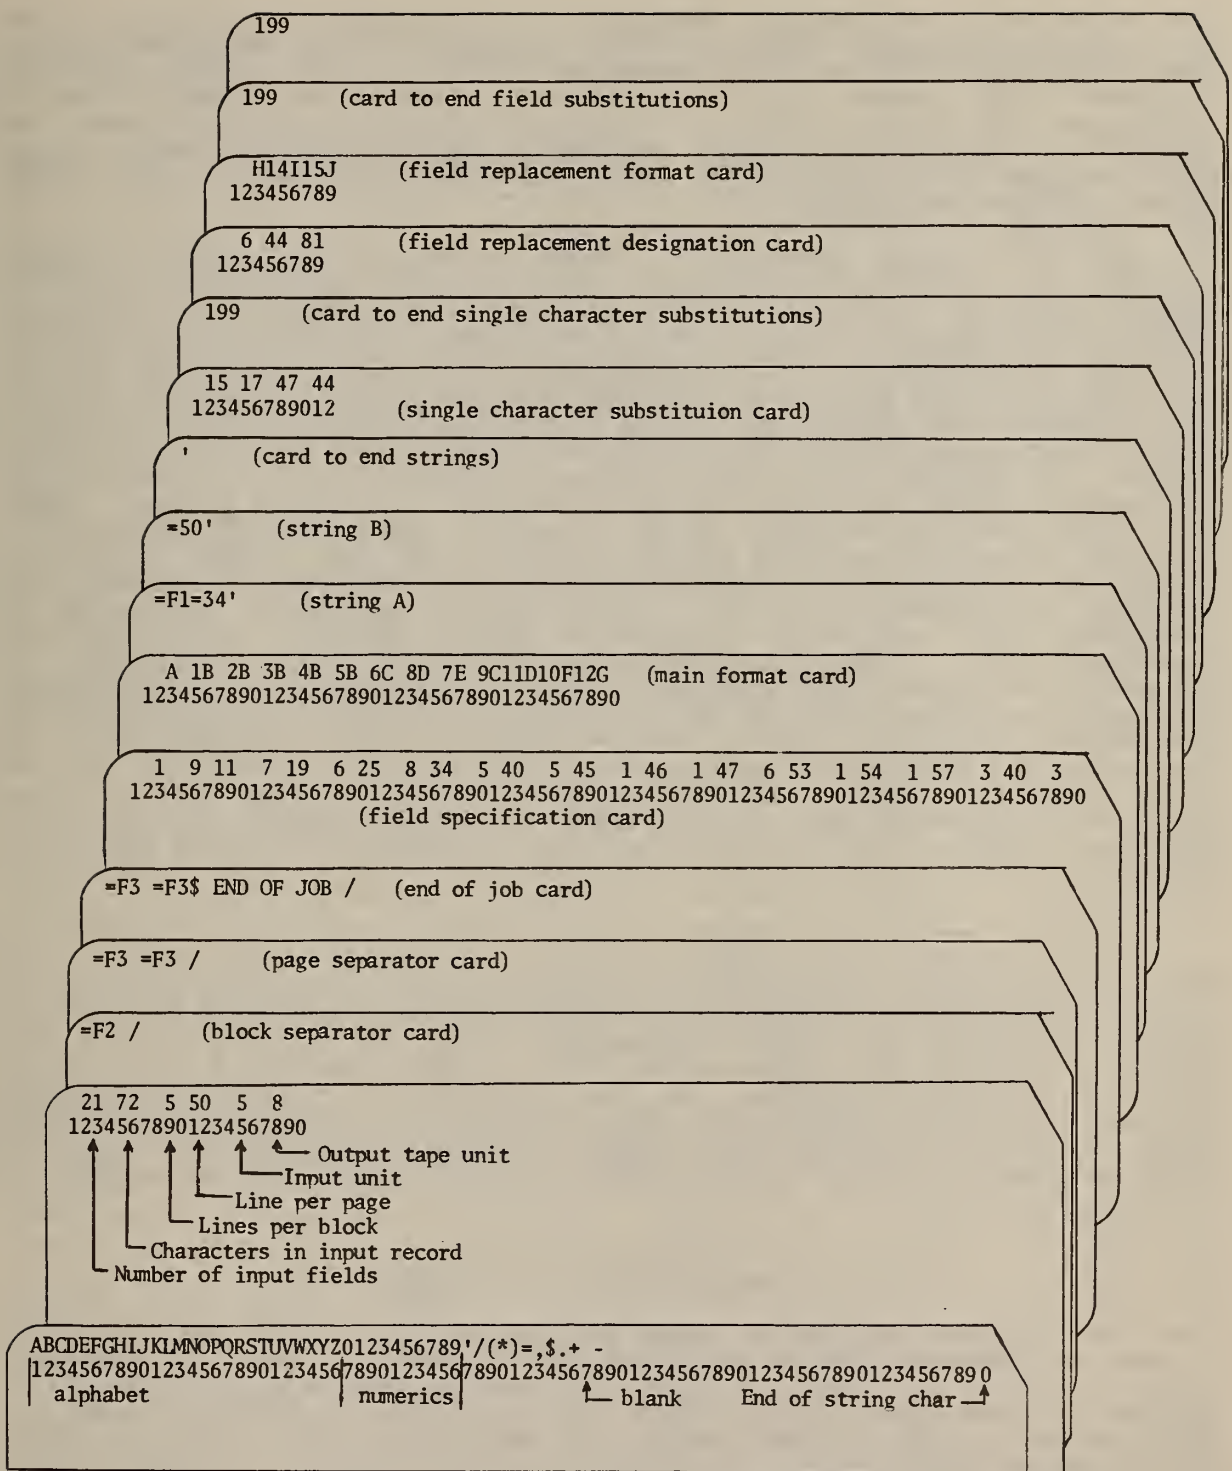 199
199 (card to end field substitutions)
H14I15J (field replacement format card)
123456789
6 44 81 (field replacement designation card)
123456789
199 (card to end single character substitutions)
15 17 47 44
123456789012 (single character substituion card)
' (card to end strings)
=50' (string B)
=F1=34' (string A)
A 1B 2B 3B 4B 5B 6C 8D 7E 9C11D10F12G (main format card)
1234567890123456789012345678901234567890
1 9 11 7 19 6 25 8 34 5 40 5 45 1 46 1 47 6 53 1 54 1 57 3 40 3
12345678901234567890123456789012345678901234567890123456789012345678901234567890
(field specification card)
=F3 =F3$ END OF JOB / (end of job card)
=F3 =F3 / (page separator card)
=F2 / (block separator card)
21 72 5 50 5 8
12345678901234567890
Output tape unit
Input unit
Line per page
Lines per block
Characters in input record
Number of input fields
ABCDEFGHIJKLMNOPQRSTUVWXYZ0123456789,'/(*)=,$.+ -
12345678901234567890123456789012345678901234567890123456789012345678901234567890
alphabet numerics blank End of string char